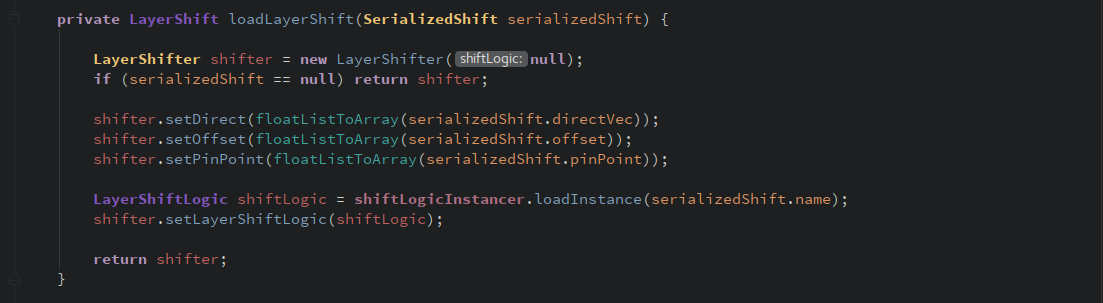 private LayerShift loadLayerShift(SerializedShift serializedShift) {
LayerShifter shifter = new LayerShifter( shiftLogic: null);
if (serializedShift == null) return shifter;
shifter.setDirect(floatListToArray(serializedShift.directVec));
shifter.setOffset(floatListToArray(serializedShift.offset));
shifter.setPinPoint(floatListToArray(serializedShift.pinPoint));
LayerShiftLogic shiftLogic = shiftLogicInstancer.loadInstance(serializedShift.name);
shifter.setLayerShiftLogic(shiftLogic);
return shifter;
}